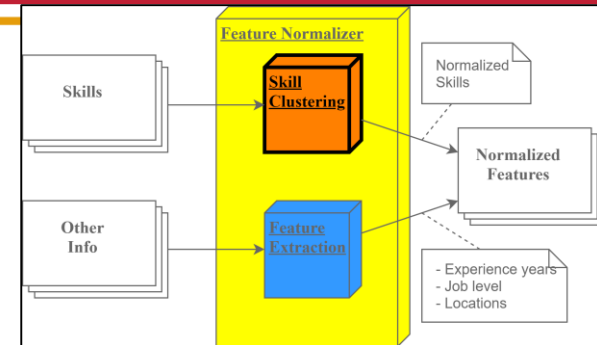 Feature Normalizer
Skills
Skill
Clustering
Normalized
Skills
Normalized
Features
Other
Info
Feature
Extraction
- Experience years
- Job level
- Locations